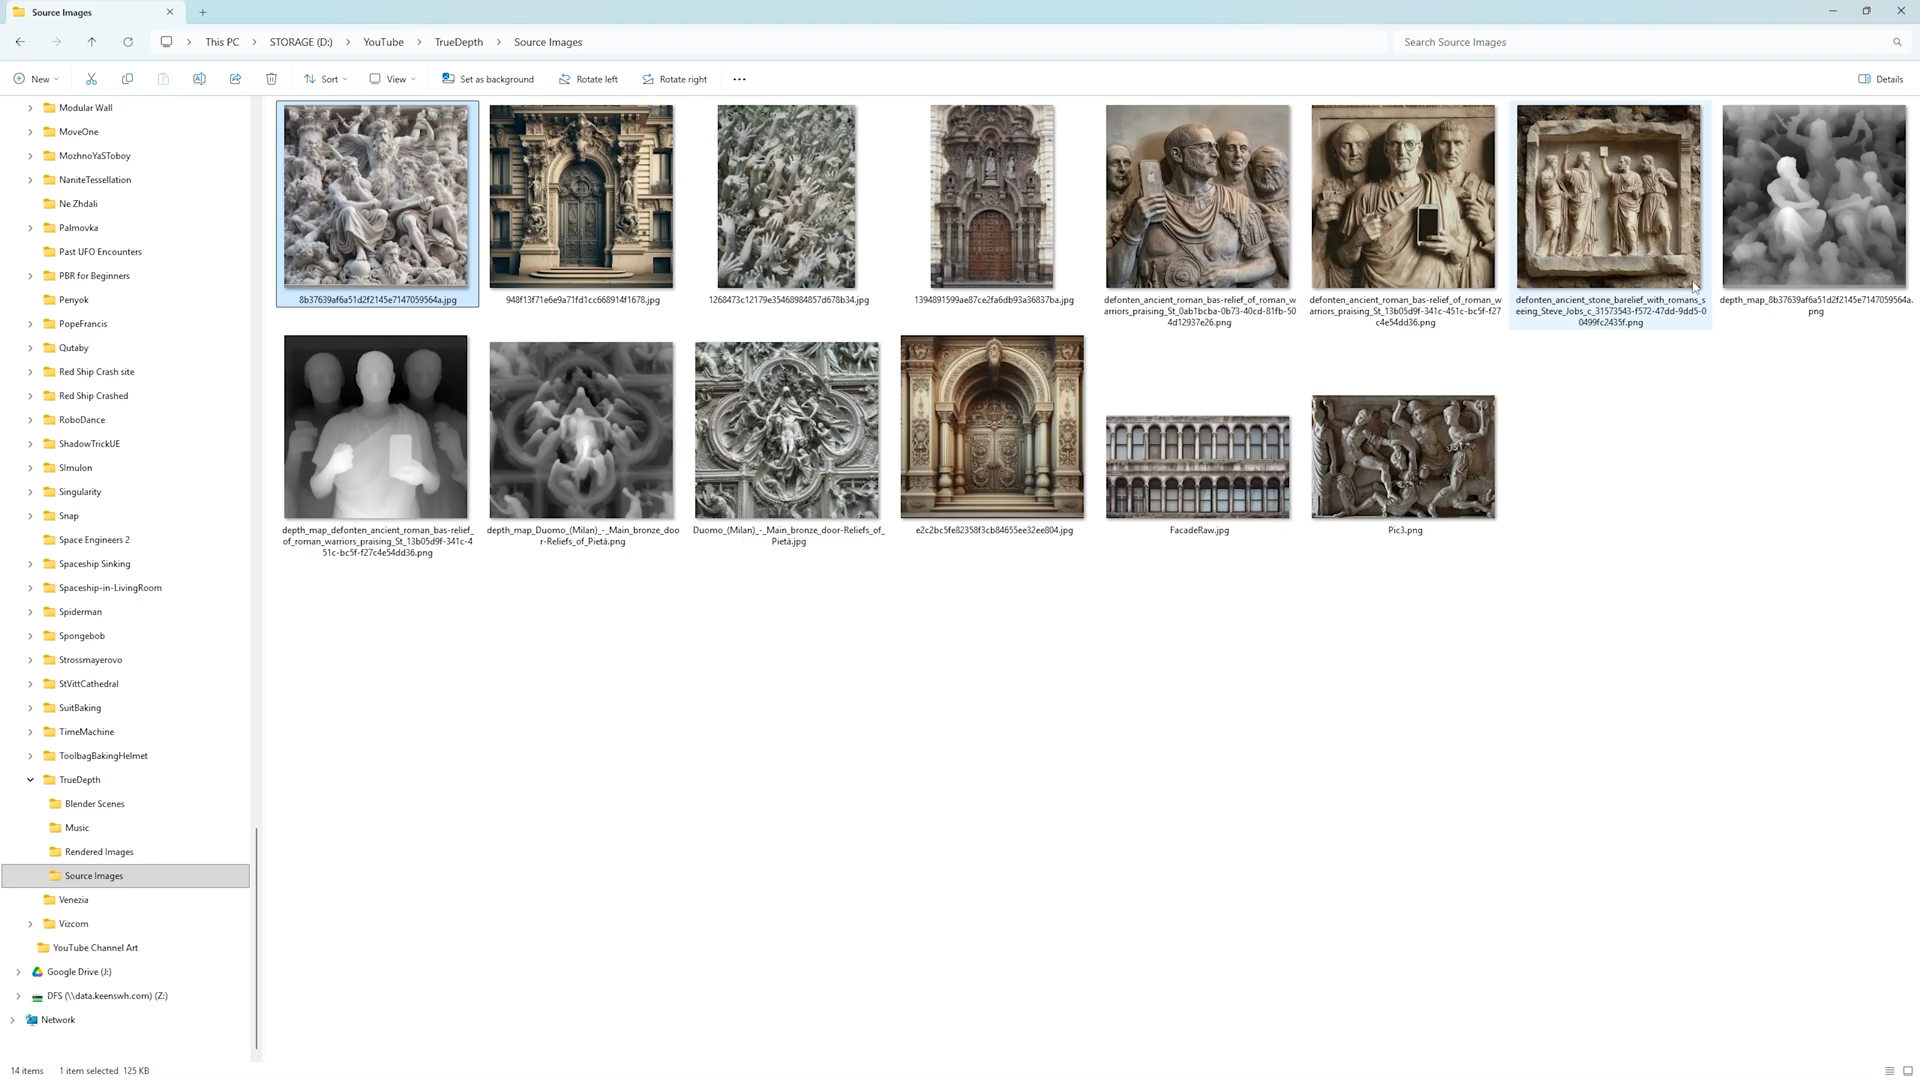 Source Images
This PC
STORAGE (D:)
YouTube
TrueDepth
Source Images
Search Source Images
New
Sort
View
Set as background
Rotate left
Rotate right
Details
Modular Wall
MoveOne
MozhnoYaSToboy
NaniteTessellation
Ne Zhdali
Palmovka
Past UFO Encounters
PBR for Beginners
Penyok
PopeFrancis
Qutaby
Red Ship Crash site
Red Ship Crashed
RoboDance
ShadowTrickUE
SImulon
Singularity
Snap
Space Engineers 2
Spaceship Sinking
Spaceship-in-LivingRoom
Spiderman
Spongebob
Strossmayerovo
StVittCathedral
SuitBaking
TimeMachine
ToolbagBakingHelmet
TrueDepth
Blender Scenes
Music
Rendered Images
Source Images
Venezia
Vizcom
YouTube Channel Art
Google Drive (J:)
DFS (\\data.keenswh.com) (Z:)
Network
8b37639af6a51d2f2145e7147059564a.jpg
948f13f71e6e9a71fd1cc668914f1678.jpg
1268473c12179e35468984857d678b34.jpg
1394891599ae87ce2fa6db93a36837ba.jpg
defonten_ancient_roman_bas-relief_of_roman_w
arriors_praising_St_0ab1bcba-0b73-40cd-81fb-50
4d12937e26.png
defonten_ancient_roman_bas-relief_of_roman_w
arriors_praising_St_13b05d9f-341c-451c-bc5f-f27
c4e54dd36.png
defonten_ancient_stone_barelief_with_romans_s
eeing_Steve_Jobs_c_31573543-f572-47dd-9dd5-0
0499fc2435f.png
depth_map_8b37639af6a51d2f2145e7147059564a.
png
depth_map_defonten_ancient_roman_bas-relief_
of_roman_warriors_praising_St_13b05d9f-341c-4
51c-bc5f-f27c4e54dd36.png
depth_map_Duomo_(Milan)_-_Main_bronze_doo
r-Reliefs_of_Pietà.png
Duomo_(Milan)_-_Main_bronze_door-Reliefs_of_
Pietà.jpg
e2c2bc5fe82358f3cb84655ee32ee804.jpg
FacadeRaw.jpg
Pic3.png
14 items
1 item selected 125 KB